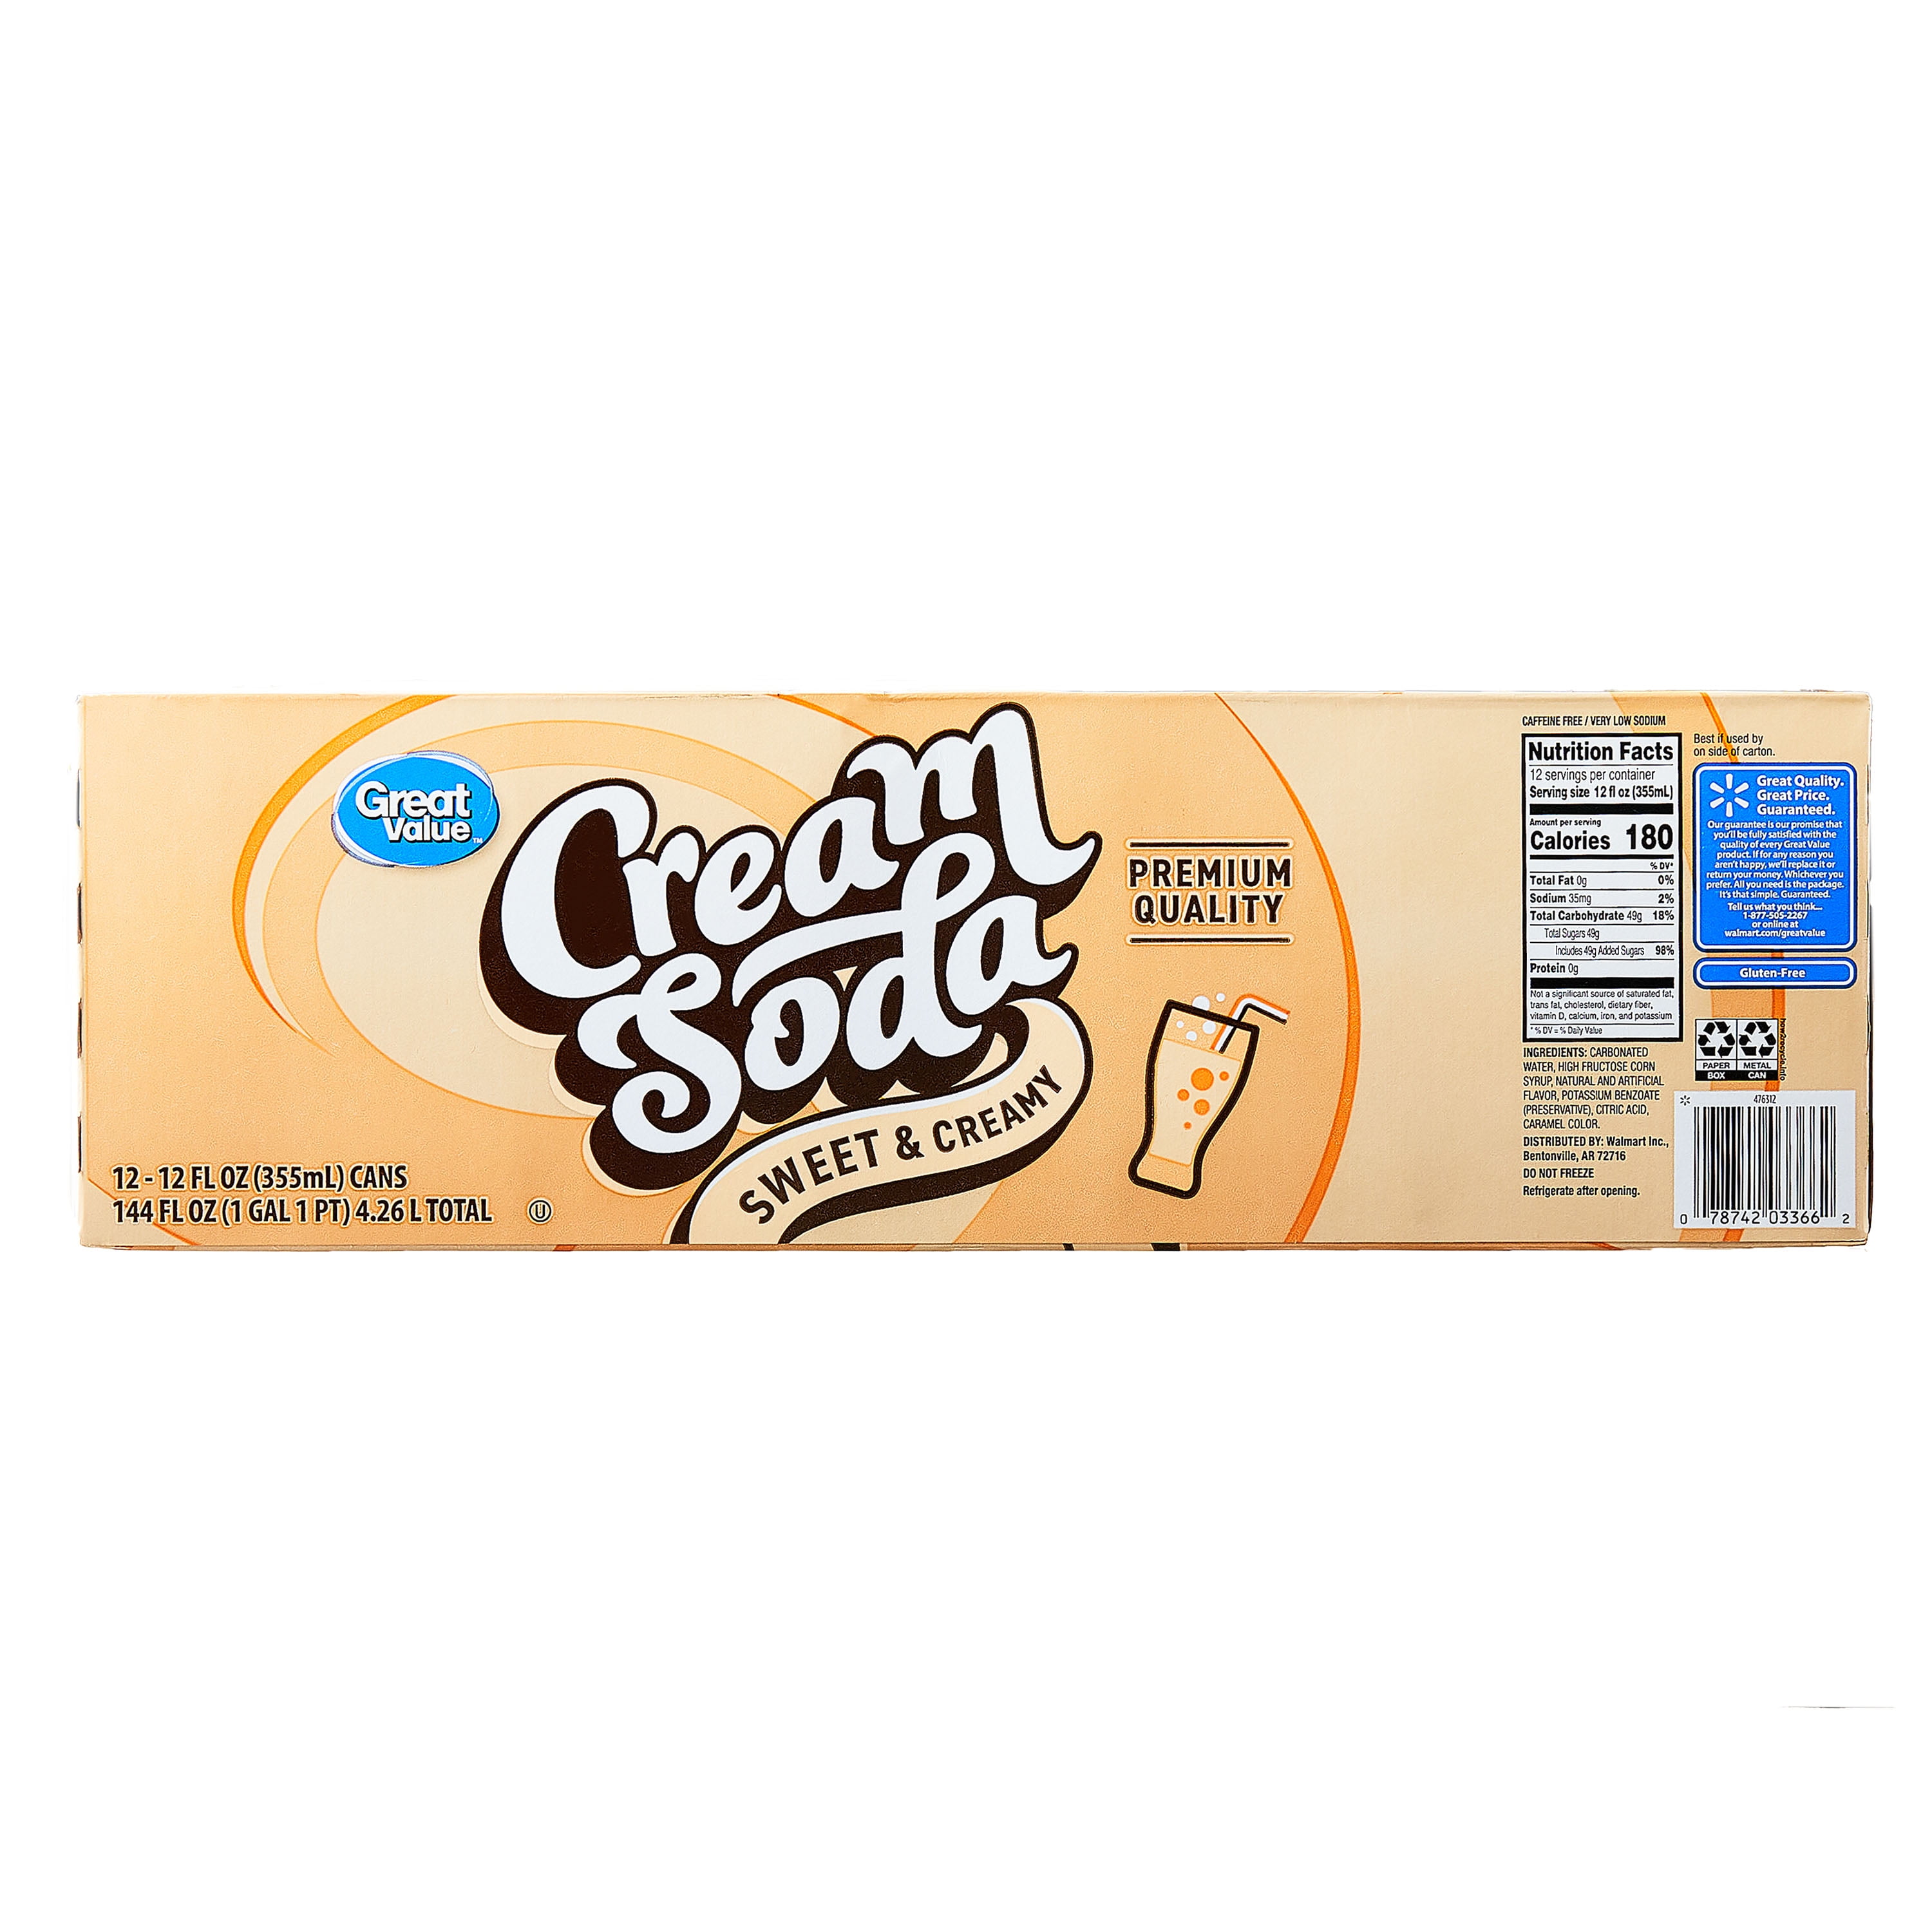 Great
Value™
Cream
Soda
SWEET & CREAMY
PREMIUM
QUALITY
12 - 12 FL OZ (355mL) CANS
144 FL OZ (1 GAL 1 PT) 4.26 L TOTAL
U
CAFFEINE FREE / VERY LOW SODIUM
Nutrition Facts
12 servings per container
Serving size 12 fl oz (355mL)
Amount per serving
Calories 180
% DV*
Total Fat 0g 0%
Sodium 35mg 2%
Total Carbohydrate 49g 18%
Total Sugars 49g
Includes 49g Added Sugars 98%
Protein 0g
Not a significant source of saturated fat,
trans fat, cholesterol, dietary fiber,
vitamin D, calcium, iron, and potassium
* % DV = % Daily Value
INGREDIENTS: CARBONATED
WATER, HIGH FRUCTOSE CORN
SYRUP, NATURAL AND ARTIFICIAL
FLAVOR, POTASSIUM BENZOATE
(PRESERVATIVE), CITRIC ACID,
CARAMEL COLOR.
DISTRIBUTED BY: Walmart Inc.,
Bentonville, AR 72716
DO NOT FREEZE
Refrigerate after opening.
Best if used by
on side of carton.
Great Quality.
Great Price.
Guaranteed.
Our guarantee is our promise that
you'll be fully satisfied with the
quality of every Great Value
product. If for any reason you
aren't happy, we'll replace it or
return your money. Whichever you
prefer. All you need is the package.
It's that simple. Guaranteed.
Tell us what you think...
1-877-505-2267
or online at
walmart.com/greatvalue
Gluten-Free
PAPER METAL
BOX CAN
how2recycle.info
476312
0 78742 03366 2